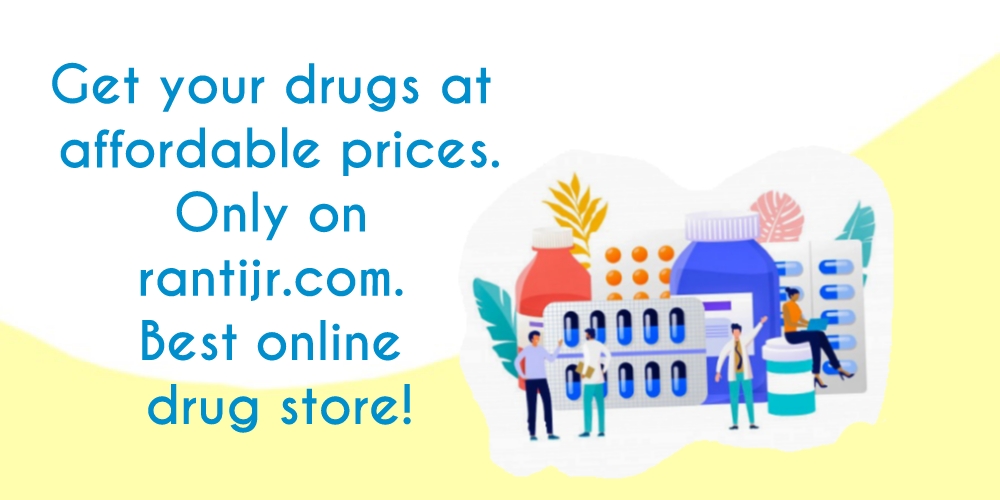 Get your drugs at
affordable prices.
Only on
rantijr.com.
Best online
drug store!